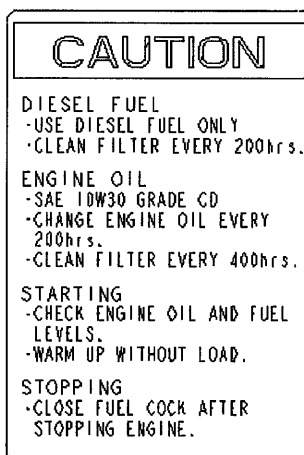 CAUTION
DIESEL FUEL
-USE DIESEL FUEL ONLY
-CLEAN FILTER EVERY 200hrs.
ENGINE OIL
-SAE 10W30 GRADE CD
-CHANGE ENGINE OIL EVERY
200hrs.
-CLEAN FILTER EVERY 400hrs.
STARTING
-CHECK ENGINE OIL AND FUEL
LEVELS.
-WARM UP WITHOUT LOAD.
STOPPING
-CLOSE FUEL COCK AFTER
STOPPING ENGINE.